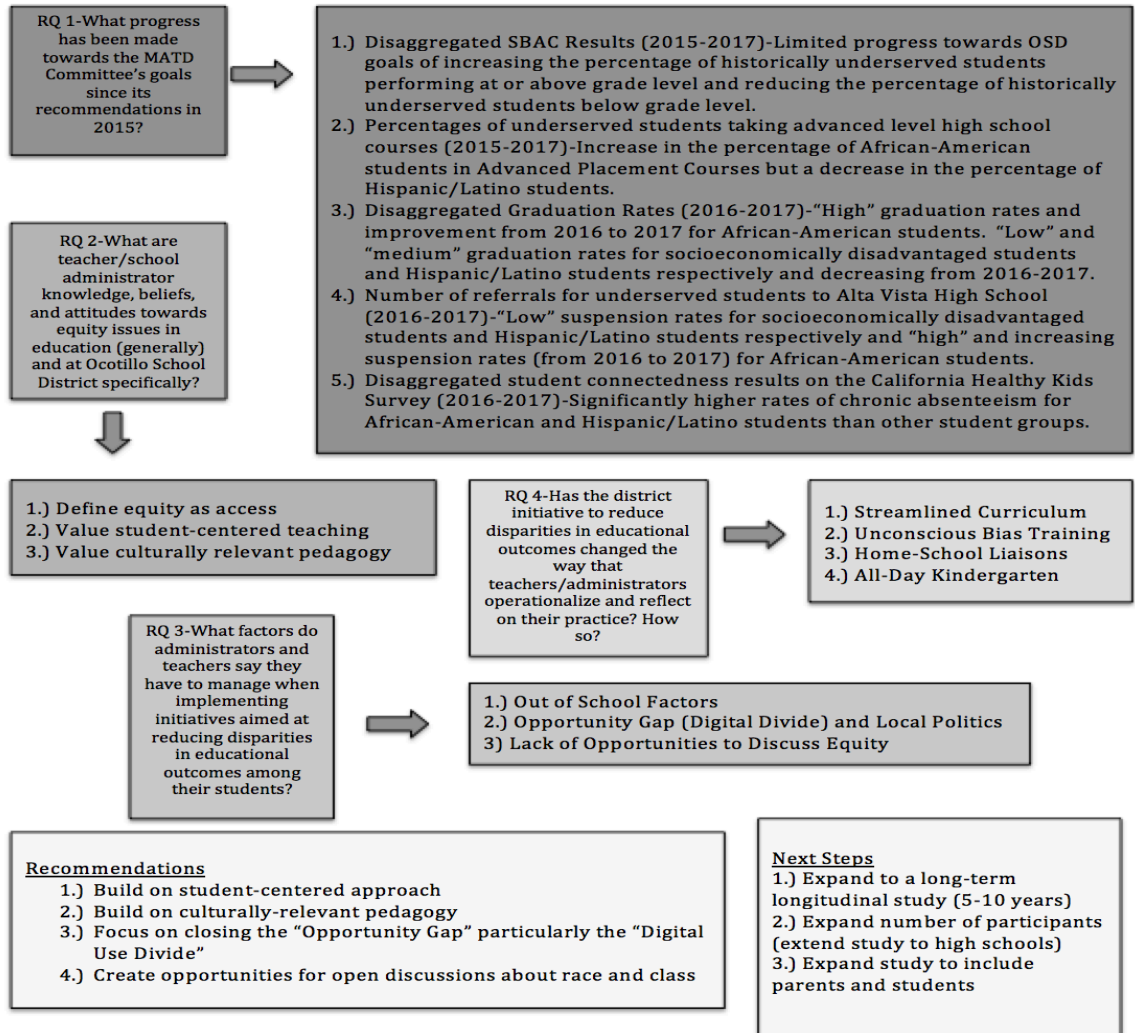 RQ 1-What progress
has been made
towards the MATD
Committee's goals
since its
recommendations in
2015?
1.) Disaggregated SBAC Results (2015-2017)-Limited progress towards OSD
goals of increasing the percentage of historically underserved students
performing at or above grade level and reducing the percentage of historically
underserved students below grade level.
2.) Percentages of underserved students taking advanced level high school
courses (2015-2017)-Increase in the percentage of African-American
students in Advanced Placement Courses but a decrease in the percentage of
Hispanic/Latino students.
3.) Disaggregated Graduation Rates (2016-2017)-“High” graduation rates and
improvement from 2016 to 2017 for African-American students. “Low” and
“medium” graduation rates for socioeconomically disadvantaged students
and Hispanic/Latino students respectively and decreasing from 2016-2017.
4.) Number of referrals for underserved students to Alta Vista High School
(2016-2017)-“Low” suspension rates for socioeconomically disadvantaged
students and Hispanic/Latino students respectively and “high” and increasing
suspension rates (from 2016 to 2017) for African-American students.
5.) Disaggregated student connectedness results on the California Healthy Kids
Survey (2016-2017)-Significantly higher rates of chronic absenteeism for
African-American and Hispanic/Latino students than other student groups.
RQ 2-What are
teacher/school
administrator
knowledge, beliefs,
and attitudes towards
equity issues in
education (generally)
and at Ocotillo School
District specifically?
1.) Define equity as access
2.) Value student-centered teaching
3.) Value culturally relevant pedagogy
RQ 4-Has the district
initiative to reduce
disparities in educational
outcomes changed the
way that
teachers/administrators
operationalize and reflect
on their practice? How
so?
1.) Streamlined Curriculum
2.) Unconscious Bias Training
3.) Home-School Liaisons
4.) All-Day Kindergarten
RQ 3-What factors do
administrators and
teachers say they
have to manage when
implementing
initiatives aimed at
reducing disparities
in educational
outcomes among
their students?
1.) Out of School Factors
2.) Opportunity Gap (Digital Divide) and Local Politics
3) Lack of Opportunities to Discuss Equity
Recommendations
1.) Build on student-centered approach
2.) Build on culturally-relevant pedagogy
3.) Focus on closing the “Opportunity Gap” particularly the “Digital
Use Divide”
4.) Create opportunities for open discussions about race and class
Next Steps
1.) Expand to a long-term
longitudinal study (5-10 years)
2.) Expand number of participants
(extend study to high schools)
3.) Expand study to include
parents and students